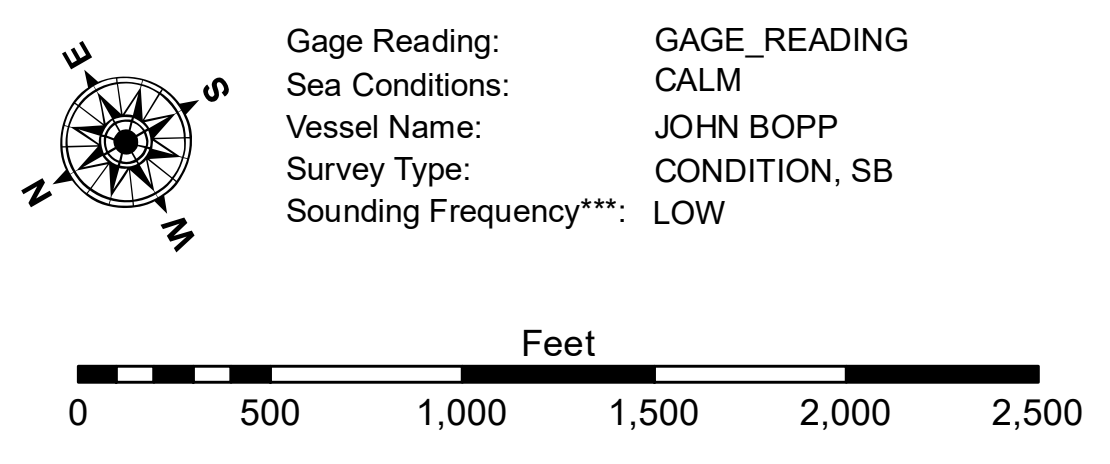 E
S
N
W
Gage Reading: GAGE_READING
Sea Conditions: CALM
Vessel Name: JOHN BOPP
Survey Type: CONDITION, SB
Sounding Frequency***: LOW
Feet
0 500 1,000 1,500 2,000 2,500